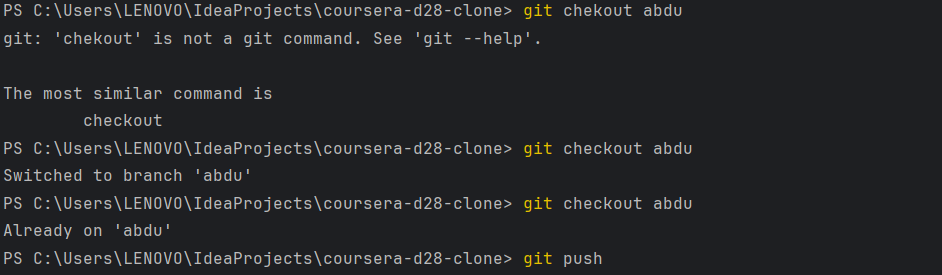 PS C:\Users\LENOVO\IdeaProjects\coursera-d28-clone> git chekout abdu
git: 'chekout' is not a git command. See 'git --help'.
The most similar command is
        checkout
PS C:\Users\LENOVO\IdeaProjects\coursera-d28-clone> git checkout abdu
Switched to branch 'abdu'
PS C:\Users\LENOVO\IdeaProjects\coursera-d28-clone> git checkout abdu
Already on 'abdu'
PS C:\Users\LENOVO\IdeaProjects\coursera-d28-clone> git push